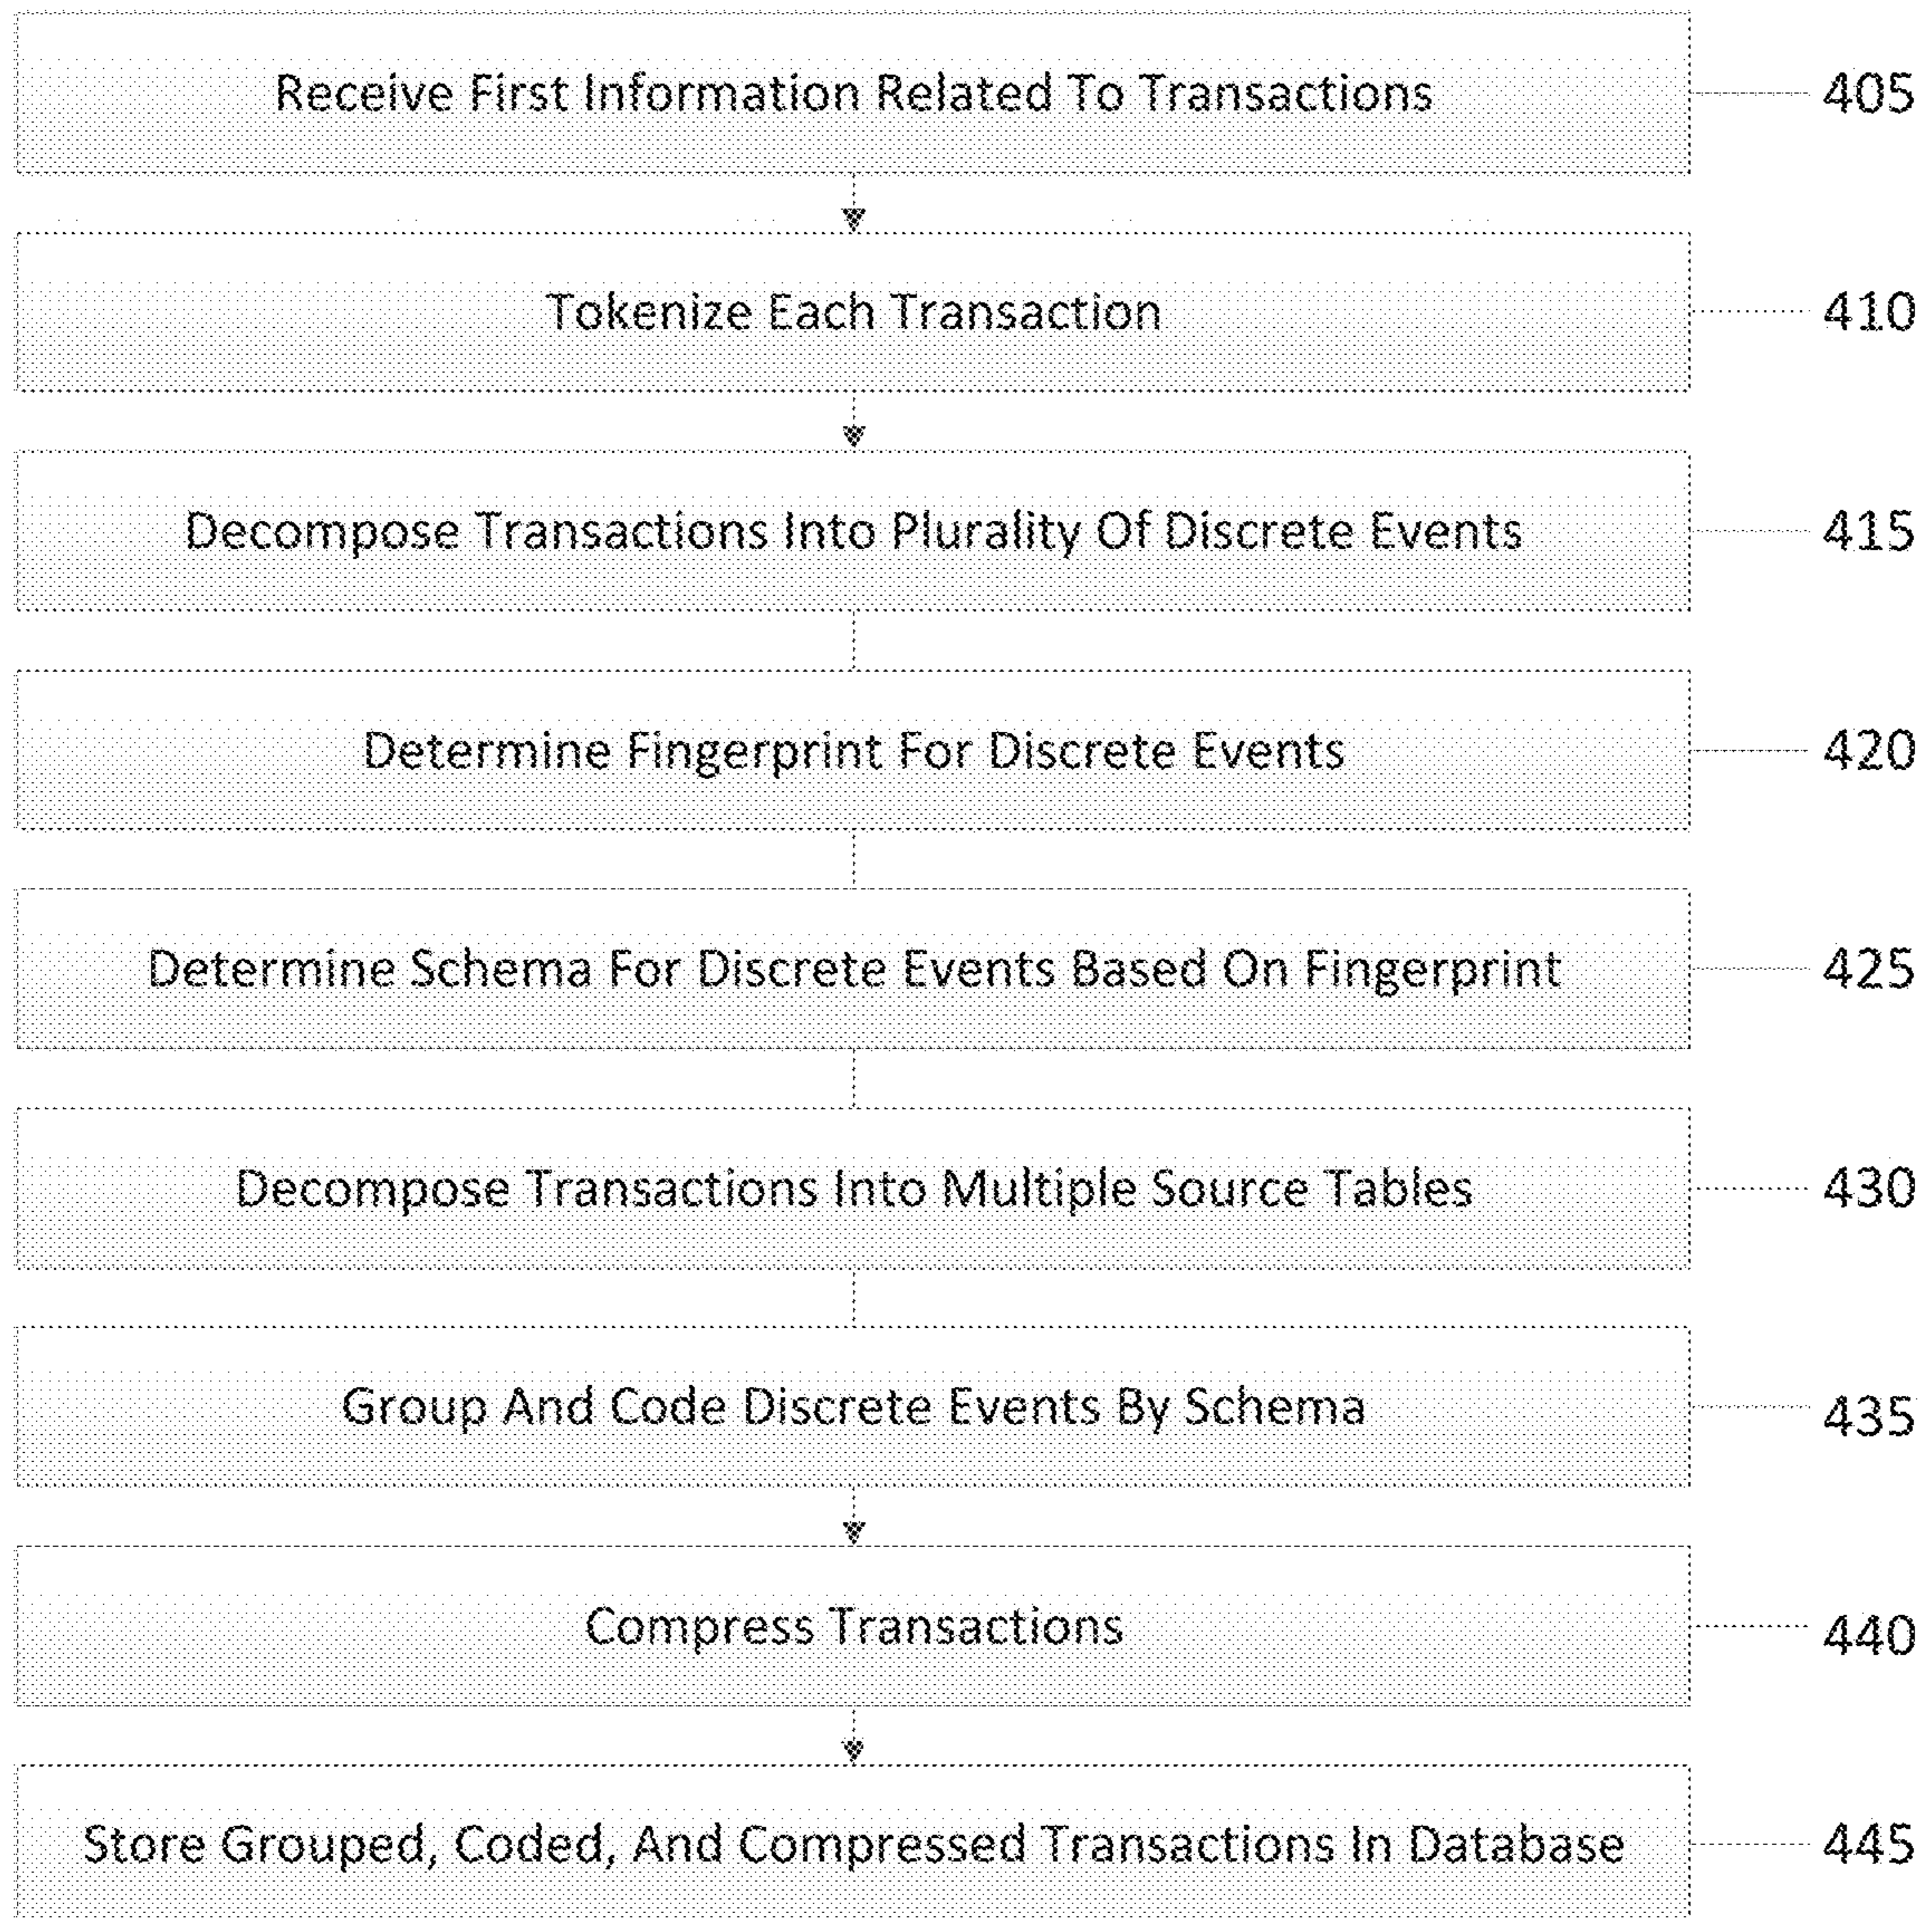 Receive First Information Related To Transactions 405
Tokenize Each Transaction 410
Decompose Transactions Into Plurality Of Discrete Events 415
Determine Fingerprint For Discrete Events 420
Determine Schema For Discrete Events Based On Fingerprint 425
Decompose Transactions Into Multiple Source Tables 430
Group And Code Discrete Events By Schema 435
Compress Transactions 440
Store Grouped, Coded, And Compressed Transactions In Database 445